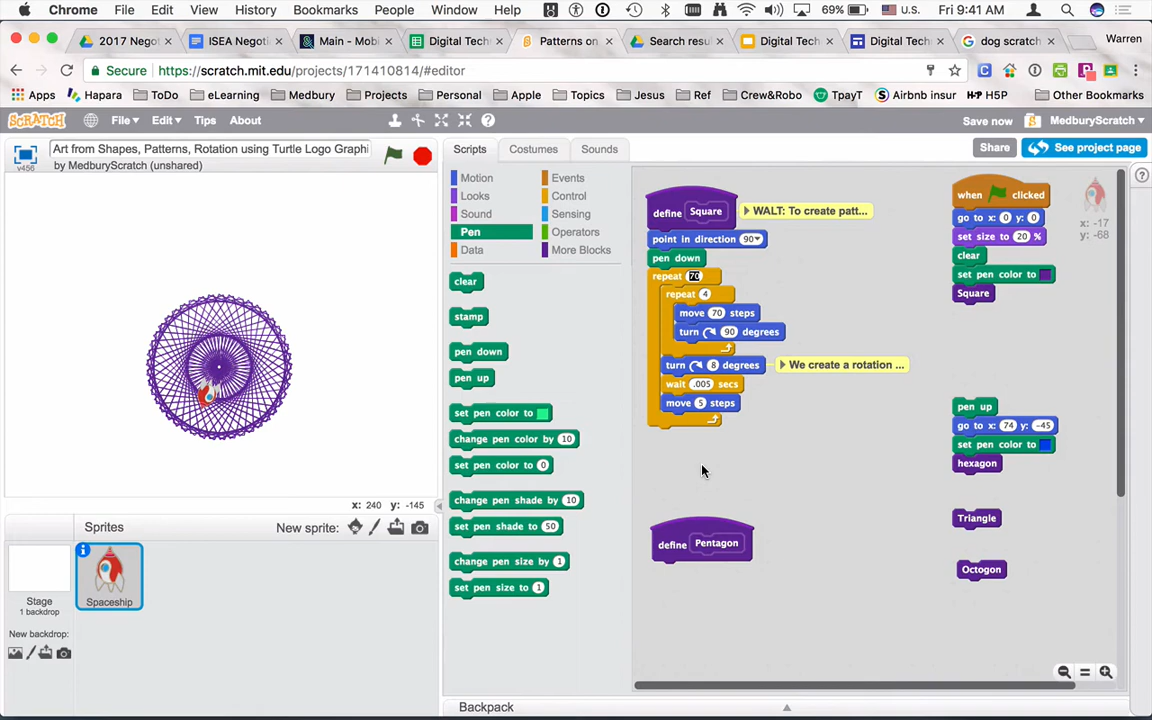 Chrome File Edit View History Bookmarks People Window Help 69% U.S. Fri 9:41 AM
2017 Negot ISEA Negotia Main - Mobi Digital Techn Patterns on Search resul Digital Tech Digital Techn dog scratch Warren
Secure https://scratch.mit.edu/projects/171410814/#editor
Apps Hapara ToDo eLearning Medbury Projects Personal Apple Topics Jesus Ref Crew&Robo TpayT Airbnb insur H-P H5P Other Bookmarks
SCRATCH File Edit Tips About Save now MedburyScratch
v456 Art from Shapes, Patterns, Rotation using Turtle Logo Graphi
by MedburyScratch (unshared)
Scripts Costumes Sounds Share See project page
Motion Events
Looks Control
Sound Sensing
Pen Operators
Data More Blocks
clear
stamp
pen down
pen up
set pen color to
change pen color by 10
set pen color to 0
change pen shade by 10
set pen shade to 50
change pen size by 1
set pen size to 1
define Square WALT: To create patt...
point in direction 90
pen down
repeat 70
repeat 4
move 70 steps
turn 90 degrees
turn 8 degrees We create a rotation ...
wait .005 secs
move 5 steps
define Pentagon
when clicked
go to x: 0 y: 0
set size to 20 %
clear
set pen color to
Square
pen up
go to x: 74 y: -45
set pen color to
hexagon
Triangle
Octogon
x: -17
y: -68
x: 240 y: -145
Sprites New sprite:
Stage
1 backdrop
Spaceship
New backdrop:
Backpack